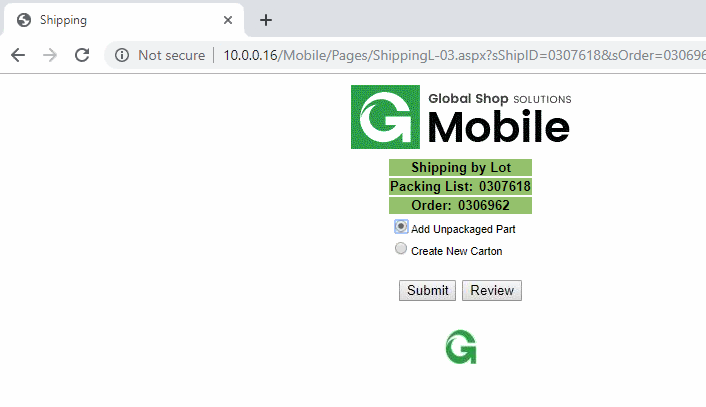 Shipping
Not secure
10.0.0.16/Mobile/Pages/ShippingL-03.aspx?sShipID=0307618&sOrder=030696
Global Shop SOLUTIONS
Mobile
Shipping by Lot
Packing List: 0307618
Order: 0306962
Add Unpackaged Part
Create New Carton
Submit Review